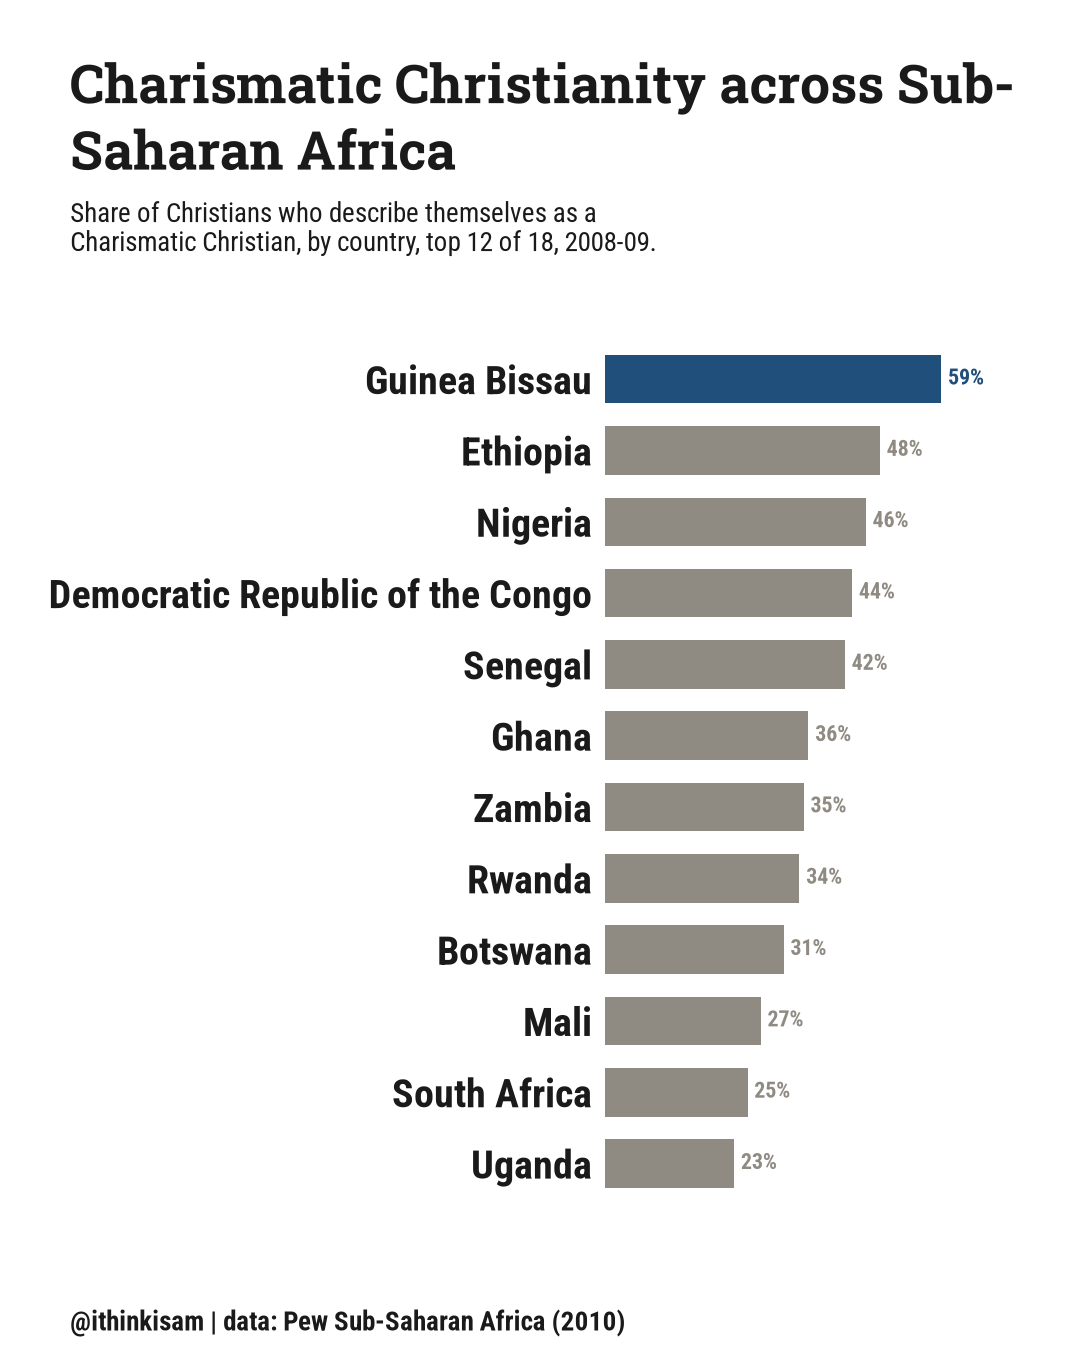 Charismatic Christianity across Sub-
Saharan Africa
Share of Christians who describe themselves as a
Charismatic Christian, by country, top 12 of 18, 2008-09.
Guinea Bissau 59%
Ethiopia 48%
Nigeria 46%
Democratic Republic of the Congo 44%
Senegal 42%
Ghana 36%
Zambia 35%
Rwanda 34%
Botswana 31%
Mali 27%
South Africa 25%
Uganda 23%
@ithinkisam | data: Pew Sub-Saharan Africa (2010)